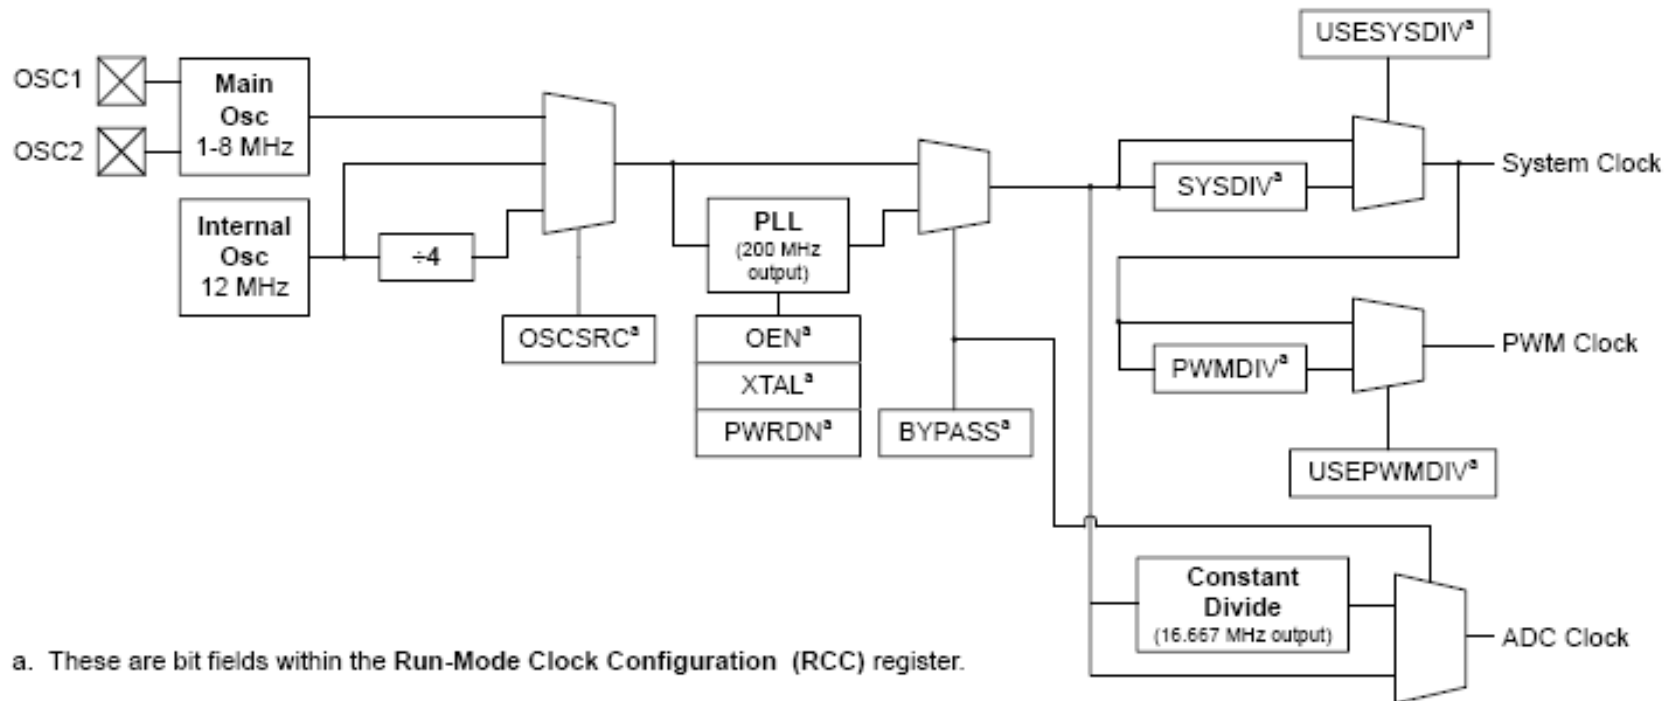 USESYSDIVª
OSC1
Main
Osc
1-8 MHz
OSC2
System Clock
SYSDIVª
Internal
Osc
12 MHz
÷4
PLL
(200 MHz
output)
OSCSRCª
OENª
XTALª
PWRDNª
BYPASSª
PWM Clock
PWMDIVª
USEPWMDIVª
Constant
Divide
(16.667 MHz output)
ADC Clock
a. These are bit fields within the Run-Mode Clock Configuration (RCC) register.